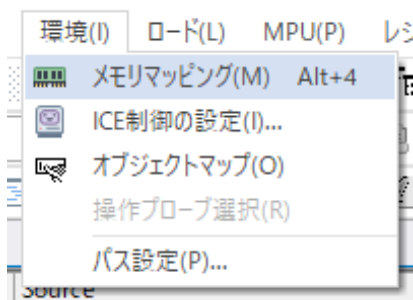 環境(I) ロード(L) MPU(P) レジ
メモリマッピング(M) Alt+4
ICE制御の設定(I)...
オブジェクトマップ(O)
操作プローブ選択(R)
パス設定(P)...
Source